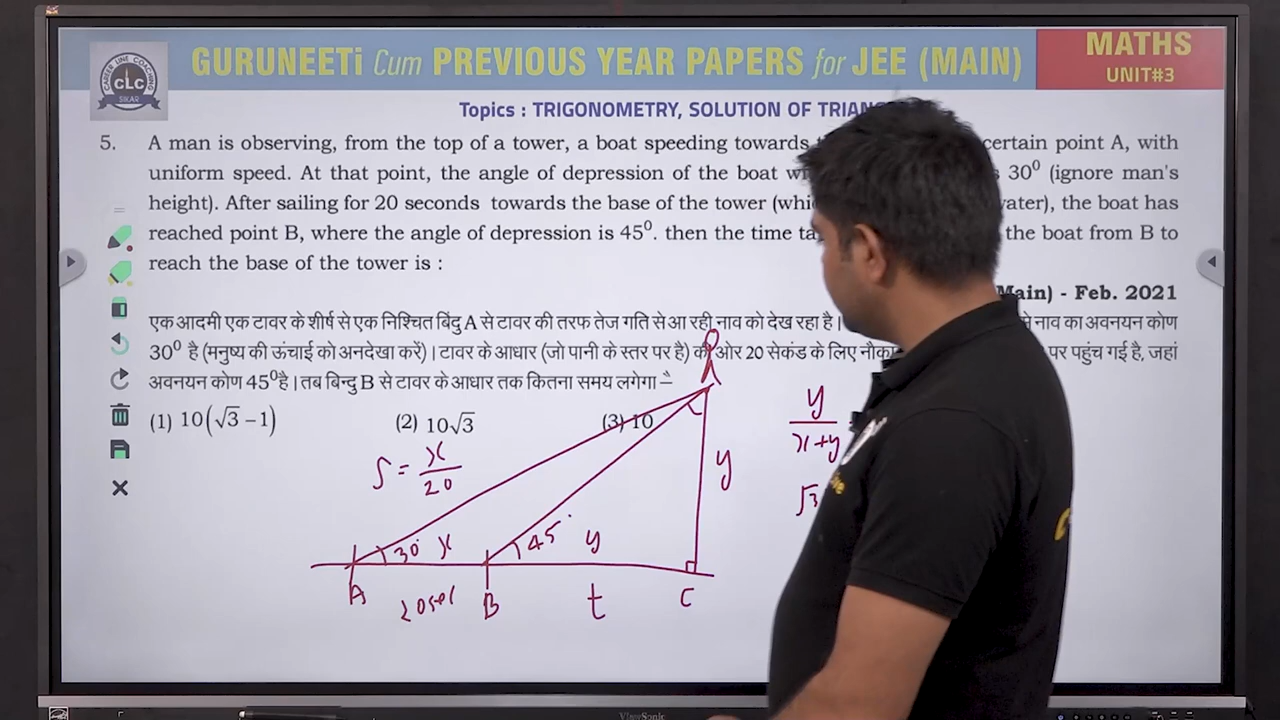 GURUNEETi Cum PREVIOUS YEAR PAPERS for JEE (MAIN)
MATHS
UNIT#3
CAREER LINE COACHING
CLC
SIKAR
Topics : TRIGONOMETRY, SOLUTION OF
5. A man is observing, from the top of a tower, a boat speeding towards certain point A, with
uniform speed. At that point, the angle of depression of the boat 30⁰ (ignore man's
height). After sailing for 20 seconds towards the base of the tower the boat has
reached point B, where the angle of depression is 45⁰. then the time the boat from B to
reach the base of the tower is :
Main) - Feb. 2021
एक आदमी एक टावर के शीर्ष से एक निश्चित बिंदु A से टावर की तरफ तेज गति से आ रही नाव को देख रहा है। नाव का अवनयन कोण
30⁰ है (मनुष्य की ऊंचाई को अनदेखा करें)। टावर के आधार (जो पानी के स्तर पर है) की ओर 20 सेकंड के लिए पर पहुंच गई है, जहां
अवनयन कोण 45⁰है। तब बिन्दु B से टावर के आधार तक कितना समय लगेगा –
(1) 10(√3 – 1) (2) 10√3 (3) 10
S = x/20
y/(x+y)
√3
y
30° x 45° y
A 20sec B t C
ViewSonic